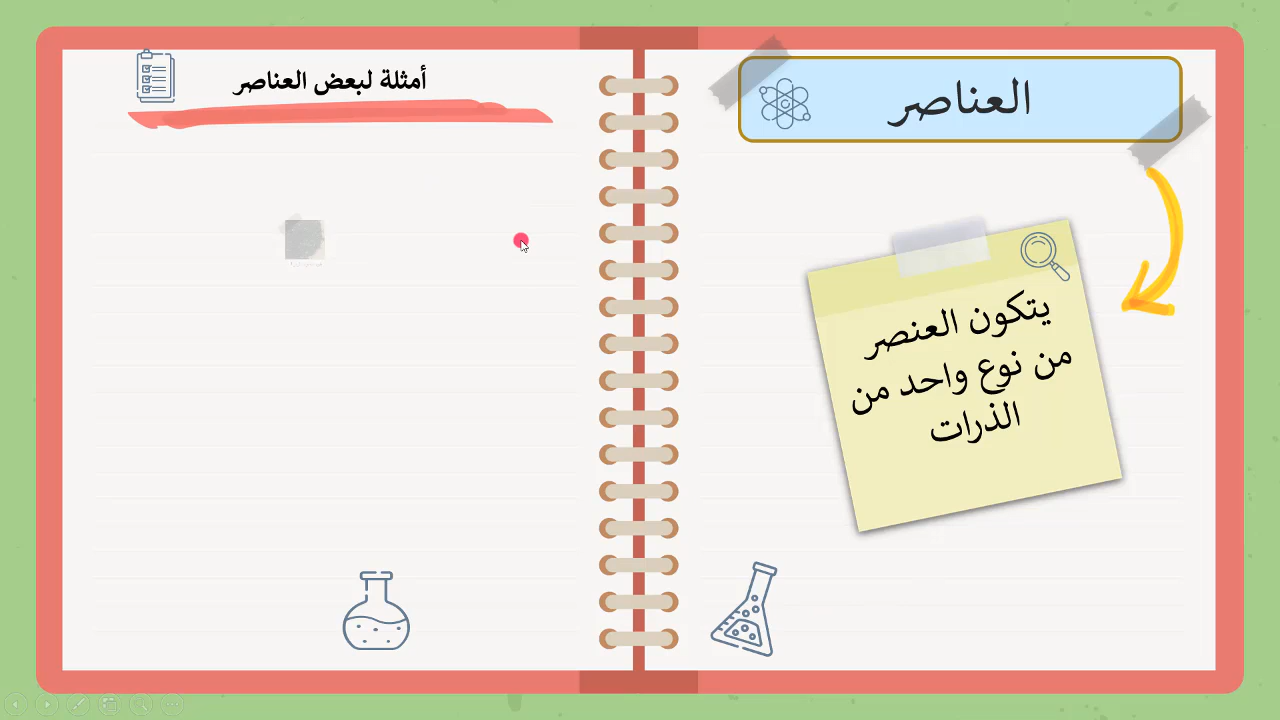 العناصر
يتكون العنصر
من نوع واحد من
الذرات
أمثلة لبعض العناصر